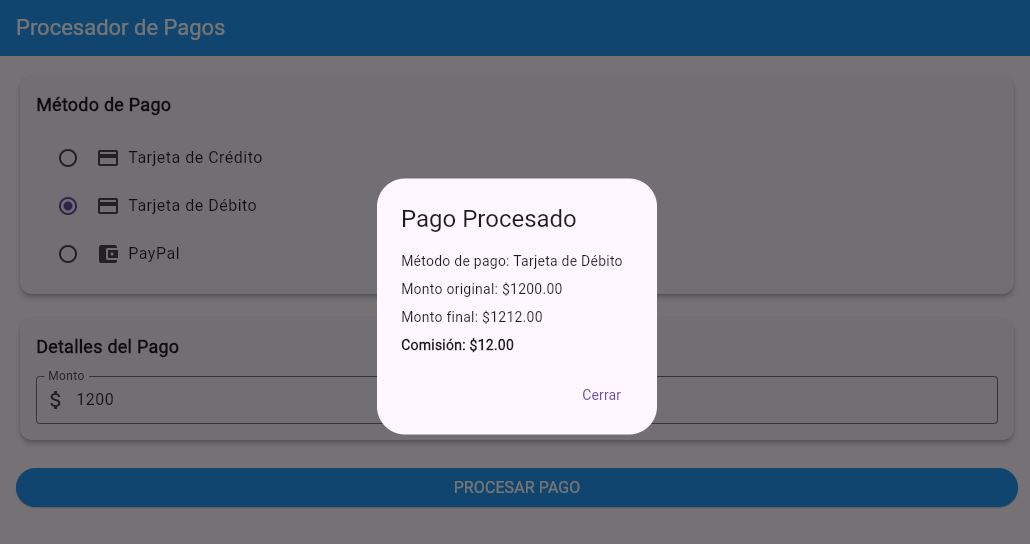 Procesador de Pagos
Método de Pago
Tarjeta de Crédito
Tarjeta de Débito
PayPal
Pago Procesado
Método de pago: Tarjeta de Débito
Monto original: $1200.00
Monto final: $1212.00
Comisión: $12.00
Cerrar
Detalles del Pago
Monto
$ 1200
PROCESAR PAGO